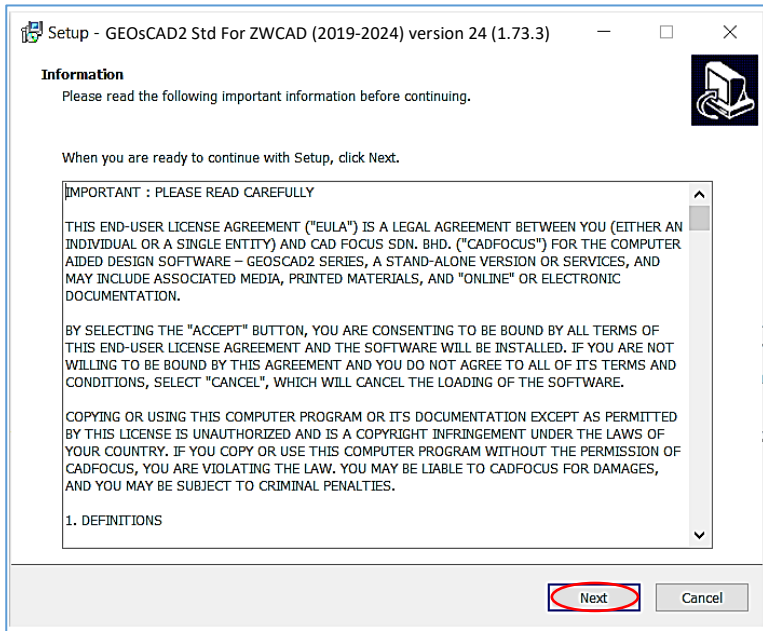 Setup - GEOsCAD2 Std For ZWCAD (2019-2024) version 24 (1.73.3)
Information
Please read the following important information before continuing.
When you are ready to continue with Setup, click Next.
IMPORTANT : PLEASE READ CAREFULLY
THIS END-USER LICENSE AGREEMENT ("EULA") IS A LEGAL AGREEMENT BETWEEN YOU (EITHER AN
INDIVIDUAL OR A SINGLE ENTITY) AND CAD FOCUS SDN. BHD. ("CADFOCUS") FOR THE COMPUTER
AIDED DESIGN SOFTWARE – GEOSCAD2 SERIES, A STAND-ALONE VERSION OR SERVICES, AND
MAY INCLUDE ASSOCIATED MEDIA, PRINTED MATERIALS, AND "ONLINE" OR ELECTRONIC
DOCUMENTATION.
BY SELECTING THE "ACCEPT" BUTTON, YOU ARE CONSENTING TO BE BOUND BY ALL TERMS OF
THIS END-USER LICENSE AGREEMENT AND THE SOFTWARE WILL BE INSTALLED. IF YOU ARE NOT
WILLING TO BE BOUND BY THIS AGREEMENT AND YOU DO NOT AGREE TO ALL OF ITS TERMS AND
CONDITIONS, SELECT "CANCEL", WHICH WILL CANCEL THE LOADING OF THE SOFTWARE.
COPYING OR USING THIS COMPUTER PROGRAM OR ITS DOCUMENTATION EXCEPT AS PERMITTED
BY THIS LICENSE IS UNAUTHORIZED AND IS A COPYRIGHT INFRINGEMENT UNDER THE LAWS OF
YOUR COUNTRY. IF YOU COPY OR USE THIS COMPUTER PROGRAM WITHOUT THE PERMISSION OF
CADFOCUS, YOU ARE VIOLATING THE LAW. YOU MAY BE LIABLE TO CADFOCUS FOR DAMAGES,
AND YOU MAY BE SUBJECT TO CRIMINAL PENALTIES.
1. DEFINITIONS
Next
Cancel